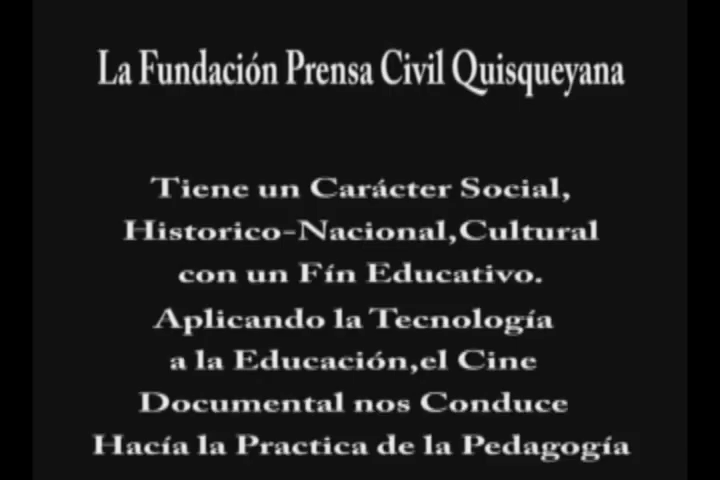 La Fundación Prensa Civil Quisqueyana
Tiene un Carácter Social,
Historico-Nacional,Cultural
con un Fín Educativo.
Aplicando la Tecnología
a la Educación,el Cine
Documental nos Conduce
Hacía la Practica de la Pedagogía